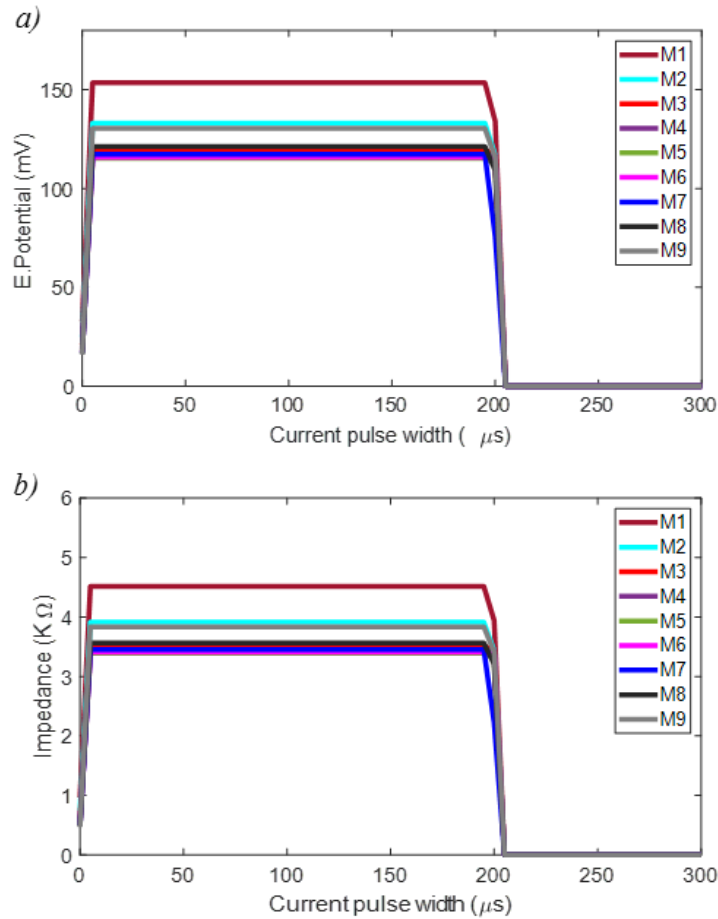 a)
150
100
50
0
E.Potential (mV)
0 50 100 150 200 250 300
Current pulse width ( μs)
M1
M2
M3
M4
M5
M6
M7
M8
M9
b)
6
5
4
3
2
1
0
Impedance (K Ω)
0 50 100 150 200 250 300
Current pulse width (μs)
M1
M2
M3
M4
M5
M6
M7
M8
M9